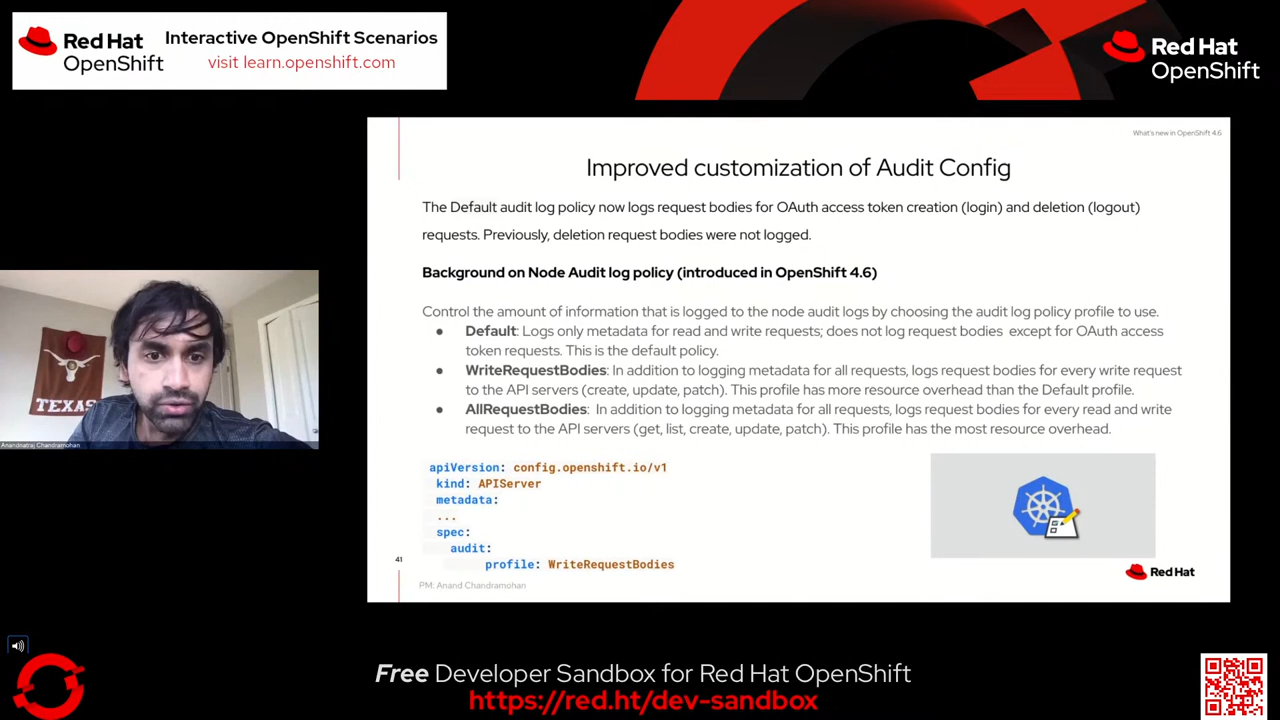 Red Hat
OpenShift
Interactive OpenShift Scenarios
visit learn.openshift.com
Red Hat
OpenShift
What's new in OpenShift 4.6
Improved customization of Audit Config
The Default audit log policy now logs request bodies for OAuth access token creation (login) and deletion (logout)
requests. Previously, deletion request bodies were not logged.
Background on Node Audit log policy (introduced in OpenShift 4.6)
Control the amount of information that is logged to the node audit logs by choosing the audit log policy profile to use.
● Default: Logs only metadata for read and write requests; does not log request bodies except for OAuth access
token requests. This is the default policy.
● WriteRequestBodies: In addition to logging metadata for all requests, logs request bodies for every write request
to the API servers (create, update, patch). This profile has more resource overhead than the Default profile.
● AllRequestBodies: In addition to logging metadata for all requests, logs request bodies for every read and write
request to the API servers (get, list, create, update, patch). This profile has the most resource overhead.
apiVersion: config.openshift.io/v1
kind: APIServer
metadata:
...
spec:
audit:
profile: WriteRequestBodies
41
PM: Anand Chandramohan
Red Hat
TEXAS
Anandnatraj Chandramohan
Free Developer Sandbox for Red Hat OpenShift
https://red.ht/dev-sandbox